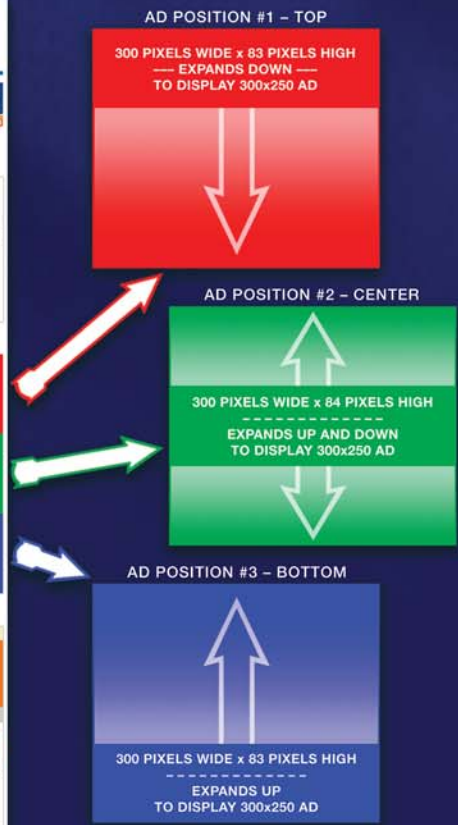 AD POSITION #1 – TOP
300 PIXELS WIDE x 83 PIXELS HIGH
EXPANDS DOWN
TO DISPLAY 300x250 AD
AD POSITION #2 – CENTER
300 PIXELS WIDE x 84 PIXELS HIGH
EXPANDS UP AND DOWN
TO DISPLAY 300x250 AD
AD POSITION #3 – BOTTOM
300 PIXELS WIDE x 83 PIXELS HIGH
EXPANDS UP
TO DISPLAY 300x250 AD